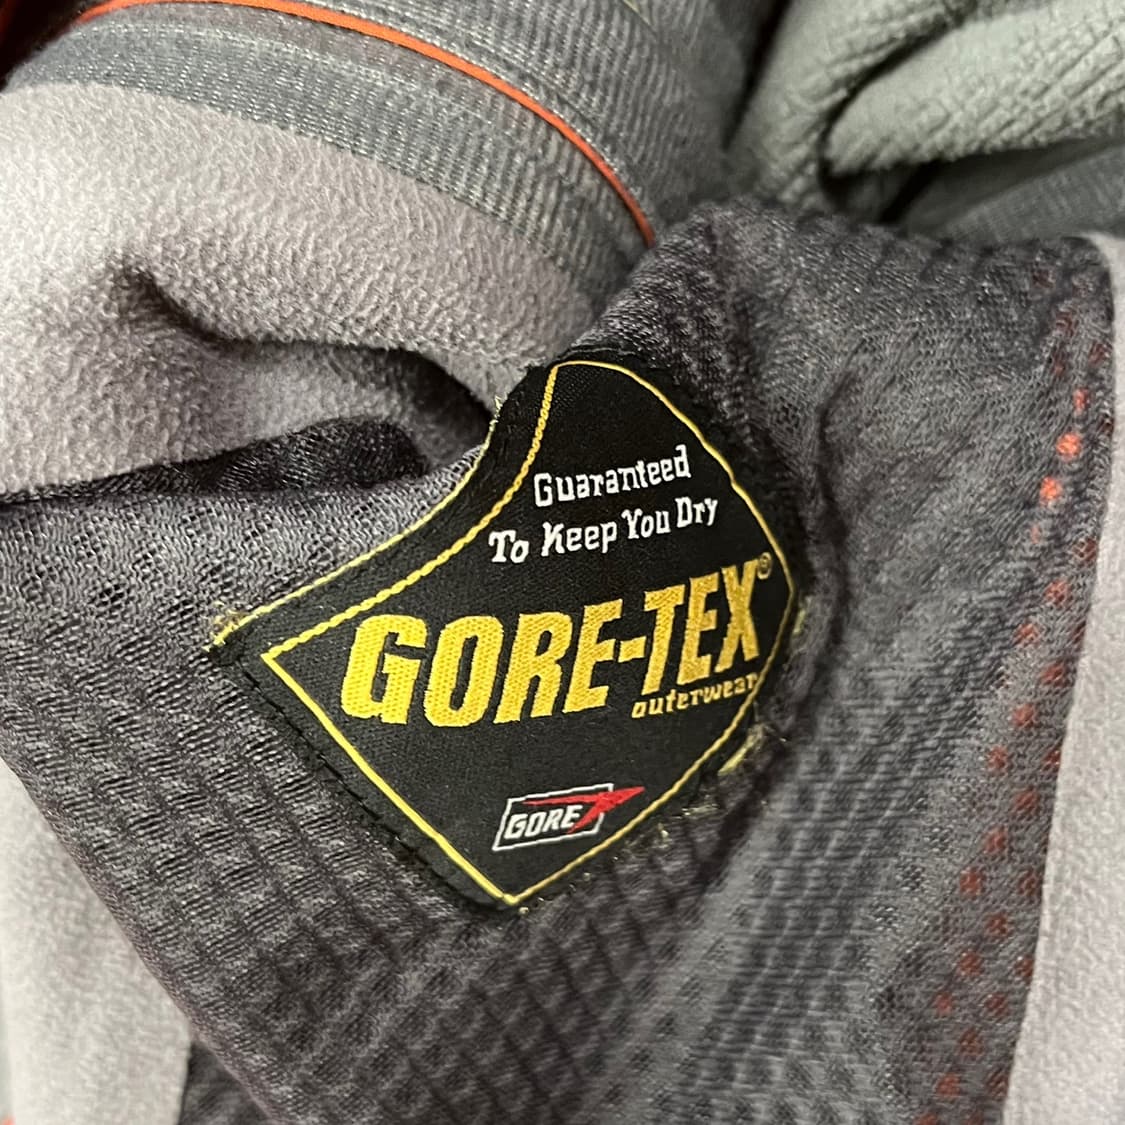 Guaranteed
To Keep You Dry
GORE-TEX®
outerwear
GORE